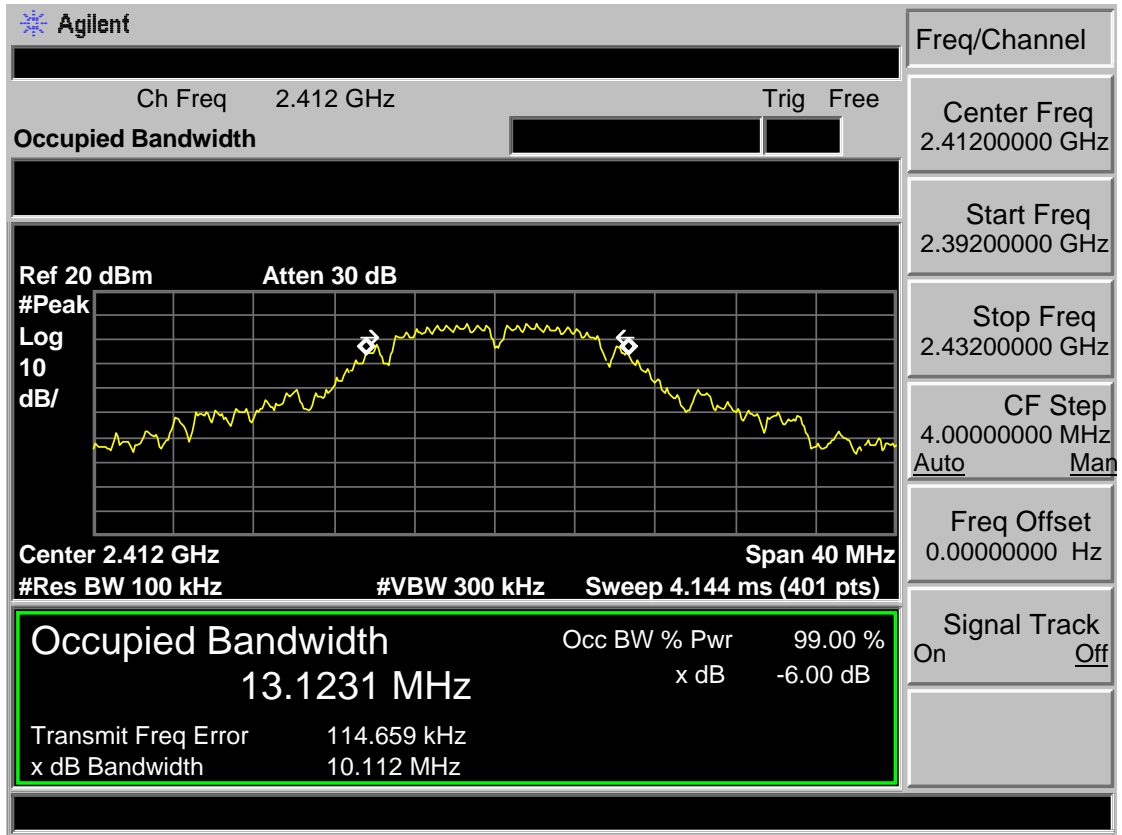 Agilent
Ch Freq 2.412 GHz Trig Free
Occupied Bandwidth
Ref 20 dBm Atten 30 dB
#Peak
Log
10
dB/
Center 2.412 GHz Span 40 MHz
#Res BW 100 kHz #VBW 300 kHz Sweep 4.144 ms (401 pts)
Occupied Bandwidth Occ BW % Pwr 99.00 %
13.1231 MHz x dB -6.00 dB
Transmit Freq Error 114.659 kHz
x dB Bandwidth 10.112 MHz
Freq/Channel
Center Freq
2.41200000 GHz
Start Freq
2.39200000 GHz
Stop Freq
2.43200000 GHz
CF Step
4.00000000 MHz
Auto Man
Freq Offset
0.00000000 Hz
Signal Track
On Off